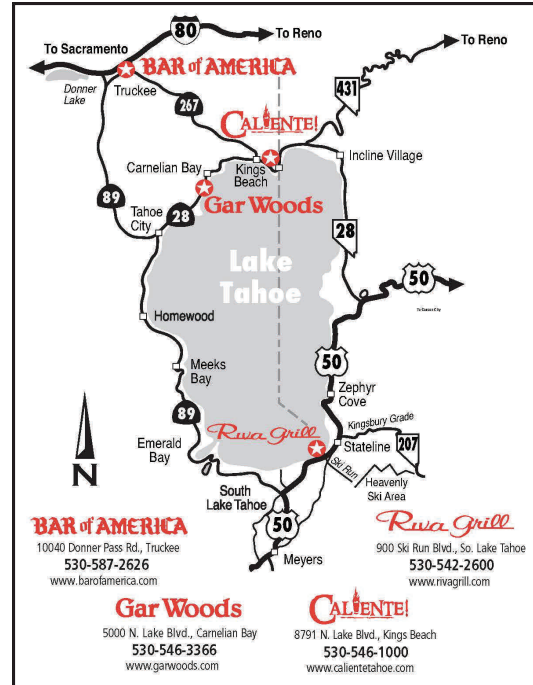 80
To Reno
To Sacramento
To Reno
BAR of AMERICA
Donner
Lake
Truckee
267
431
CALIENTE!
Incline Village
Carnelian Bay
Kings
Beach
Gar Woods
89
28
Tahoe
City
28
Lake
Tahoe
50
To Carson City
Homewood
50
Meeks
Bay
Zephyr
Cove
89
Kingsbury Grade
Riva Grill
Stateline
207
Emerald
Bay
Ski Run
N
Heavenly
Ski Area
South
Lake Tahoe
50
Meyers
BAR of AMERICA
10040 Donner Pass Rd., Truckee
530-587-2626
www.barofamerica.com
Riva Grill
900 Ski Run Blvd., So. Lake Tahoe
530-542-2600
www.rivagrill.com
Gar Woods
5000 N. Lake Blvd., Carnelian Bay
530-546-3366
www.garwoods.com
CALIENTE!
8791 N. Lake Blvd., Kings Beach
530-546-1000
www.calientetahoe.com